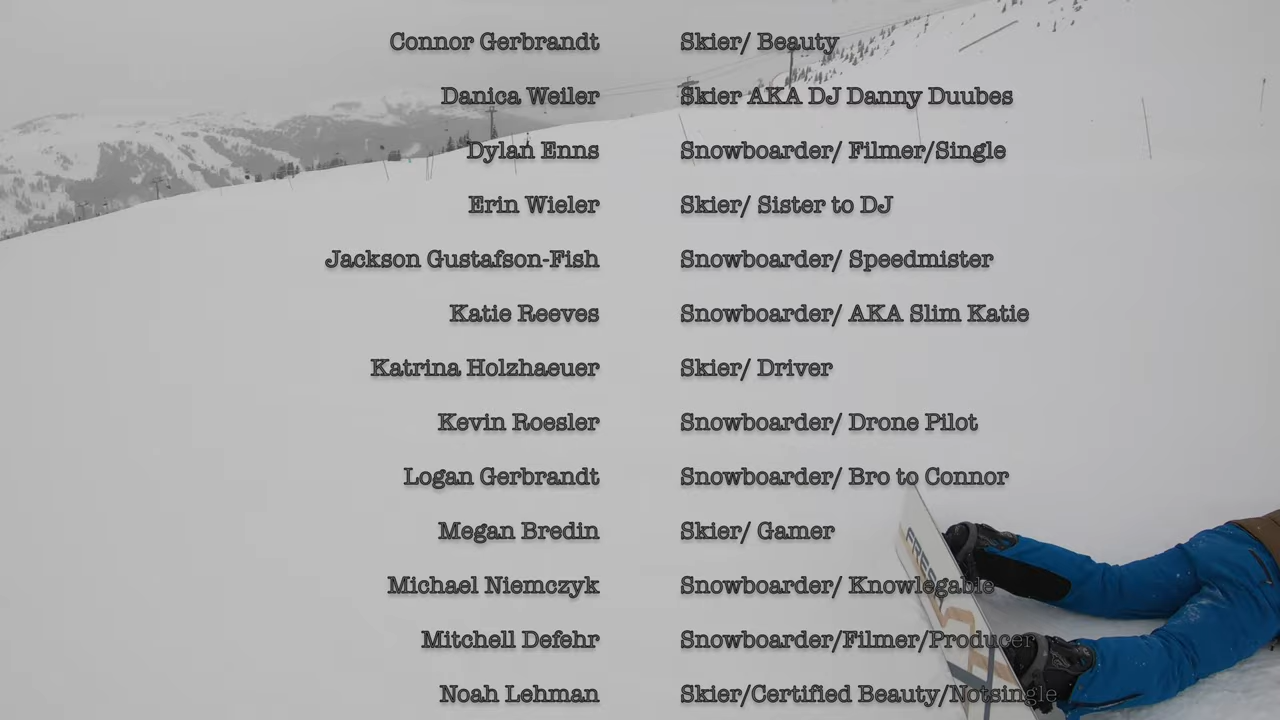 Connor Gerbrandt Skier/ Beauty
Danica Weiler Skier AKA DJ Danny Duubes
Dylan Enns Snowboarder/ Filmer/Single
Erin Wieler Skier/ Sister to DJ
Jackson Gustafson-Fish Snowboarder/ Speedmister
Katie Reeves Snowboarder/ AKA Slim Katie
Katrina Holzhaeuer Skier/ Driver
Kevin Roesler Snowboarder/ Drone Pilot
Logan Gerbrandt Snowboarder/ Bro to Connor
Megan Bredin Skier/ Gamer
Michael Niemczyk Snowboarder/ Knowlegable
Mitchell Defehr Snowboarder/Filmer/Producer
Noah Lehman Skier/Certified Beauty/Notsingle